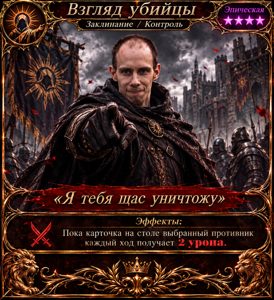 Взгляд убийцы
Эпическая
Заклинание / Контроль
«Я тебя щас уничтожу»
Эффекты:
Пока карточка на столе выбранный противник
каждый ход получает 2 урона.